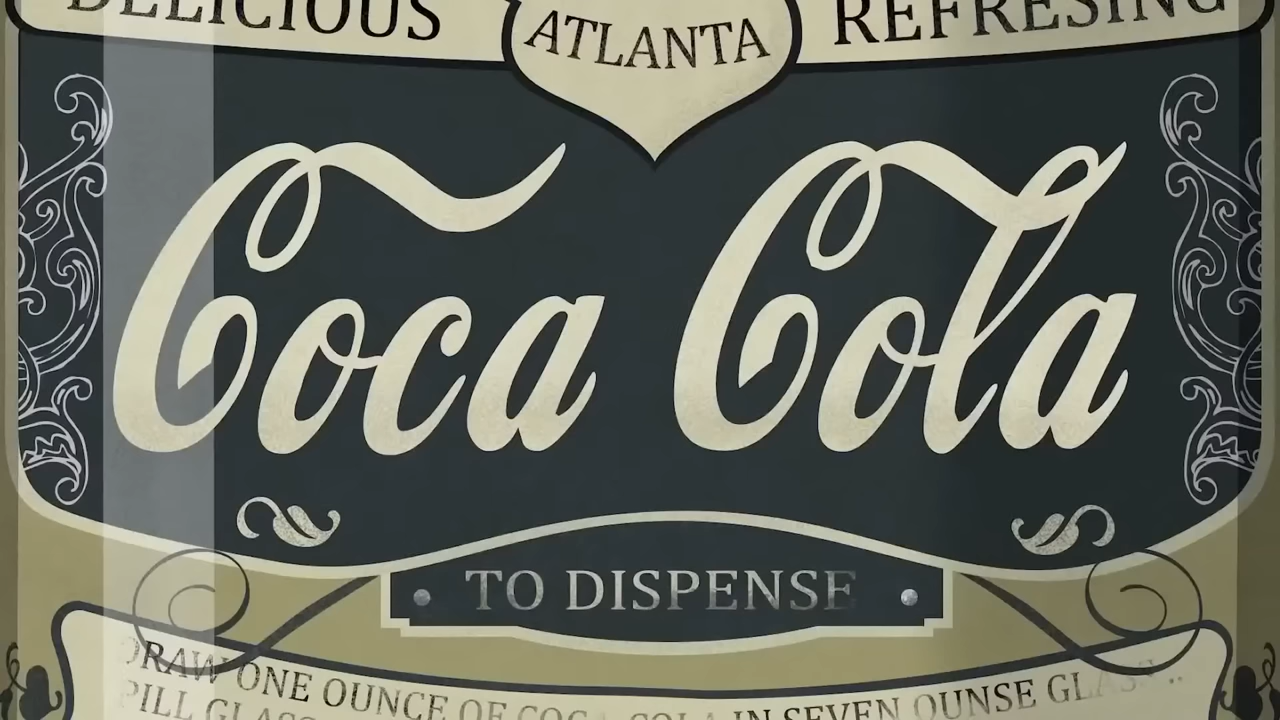 DELICIOUS ATLANTA REFRESING
Coca Cola
TO DISPENSE
DRAW ONE OUNCE OF COCA COLA IN SEVEN OUNSE GLASS..